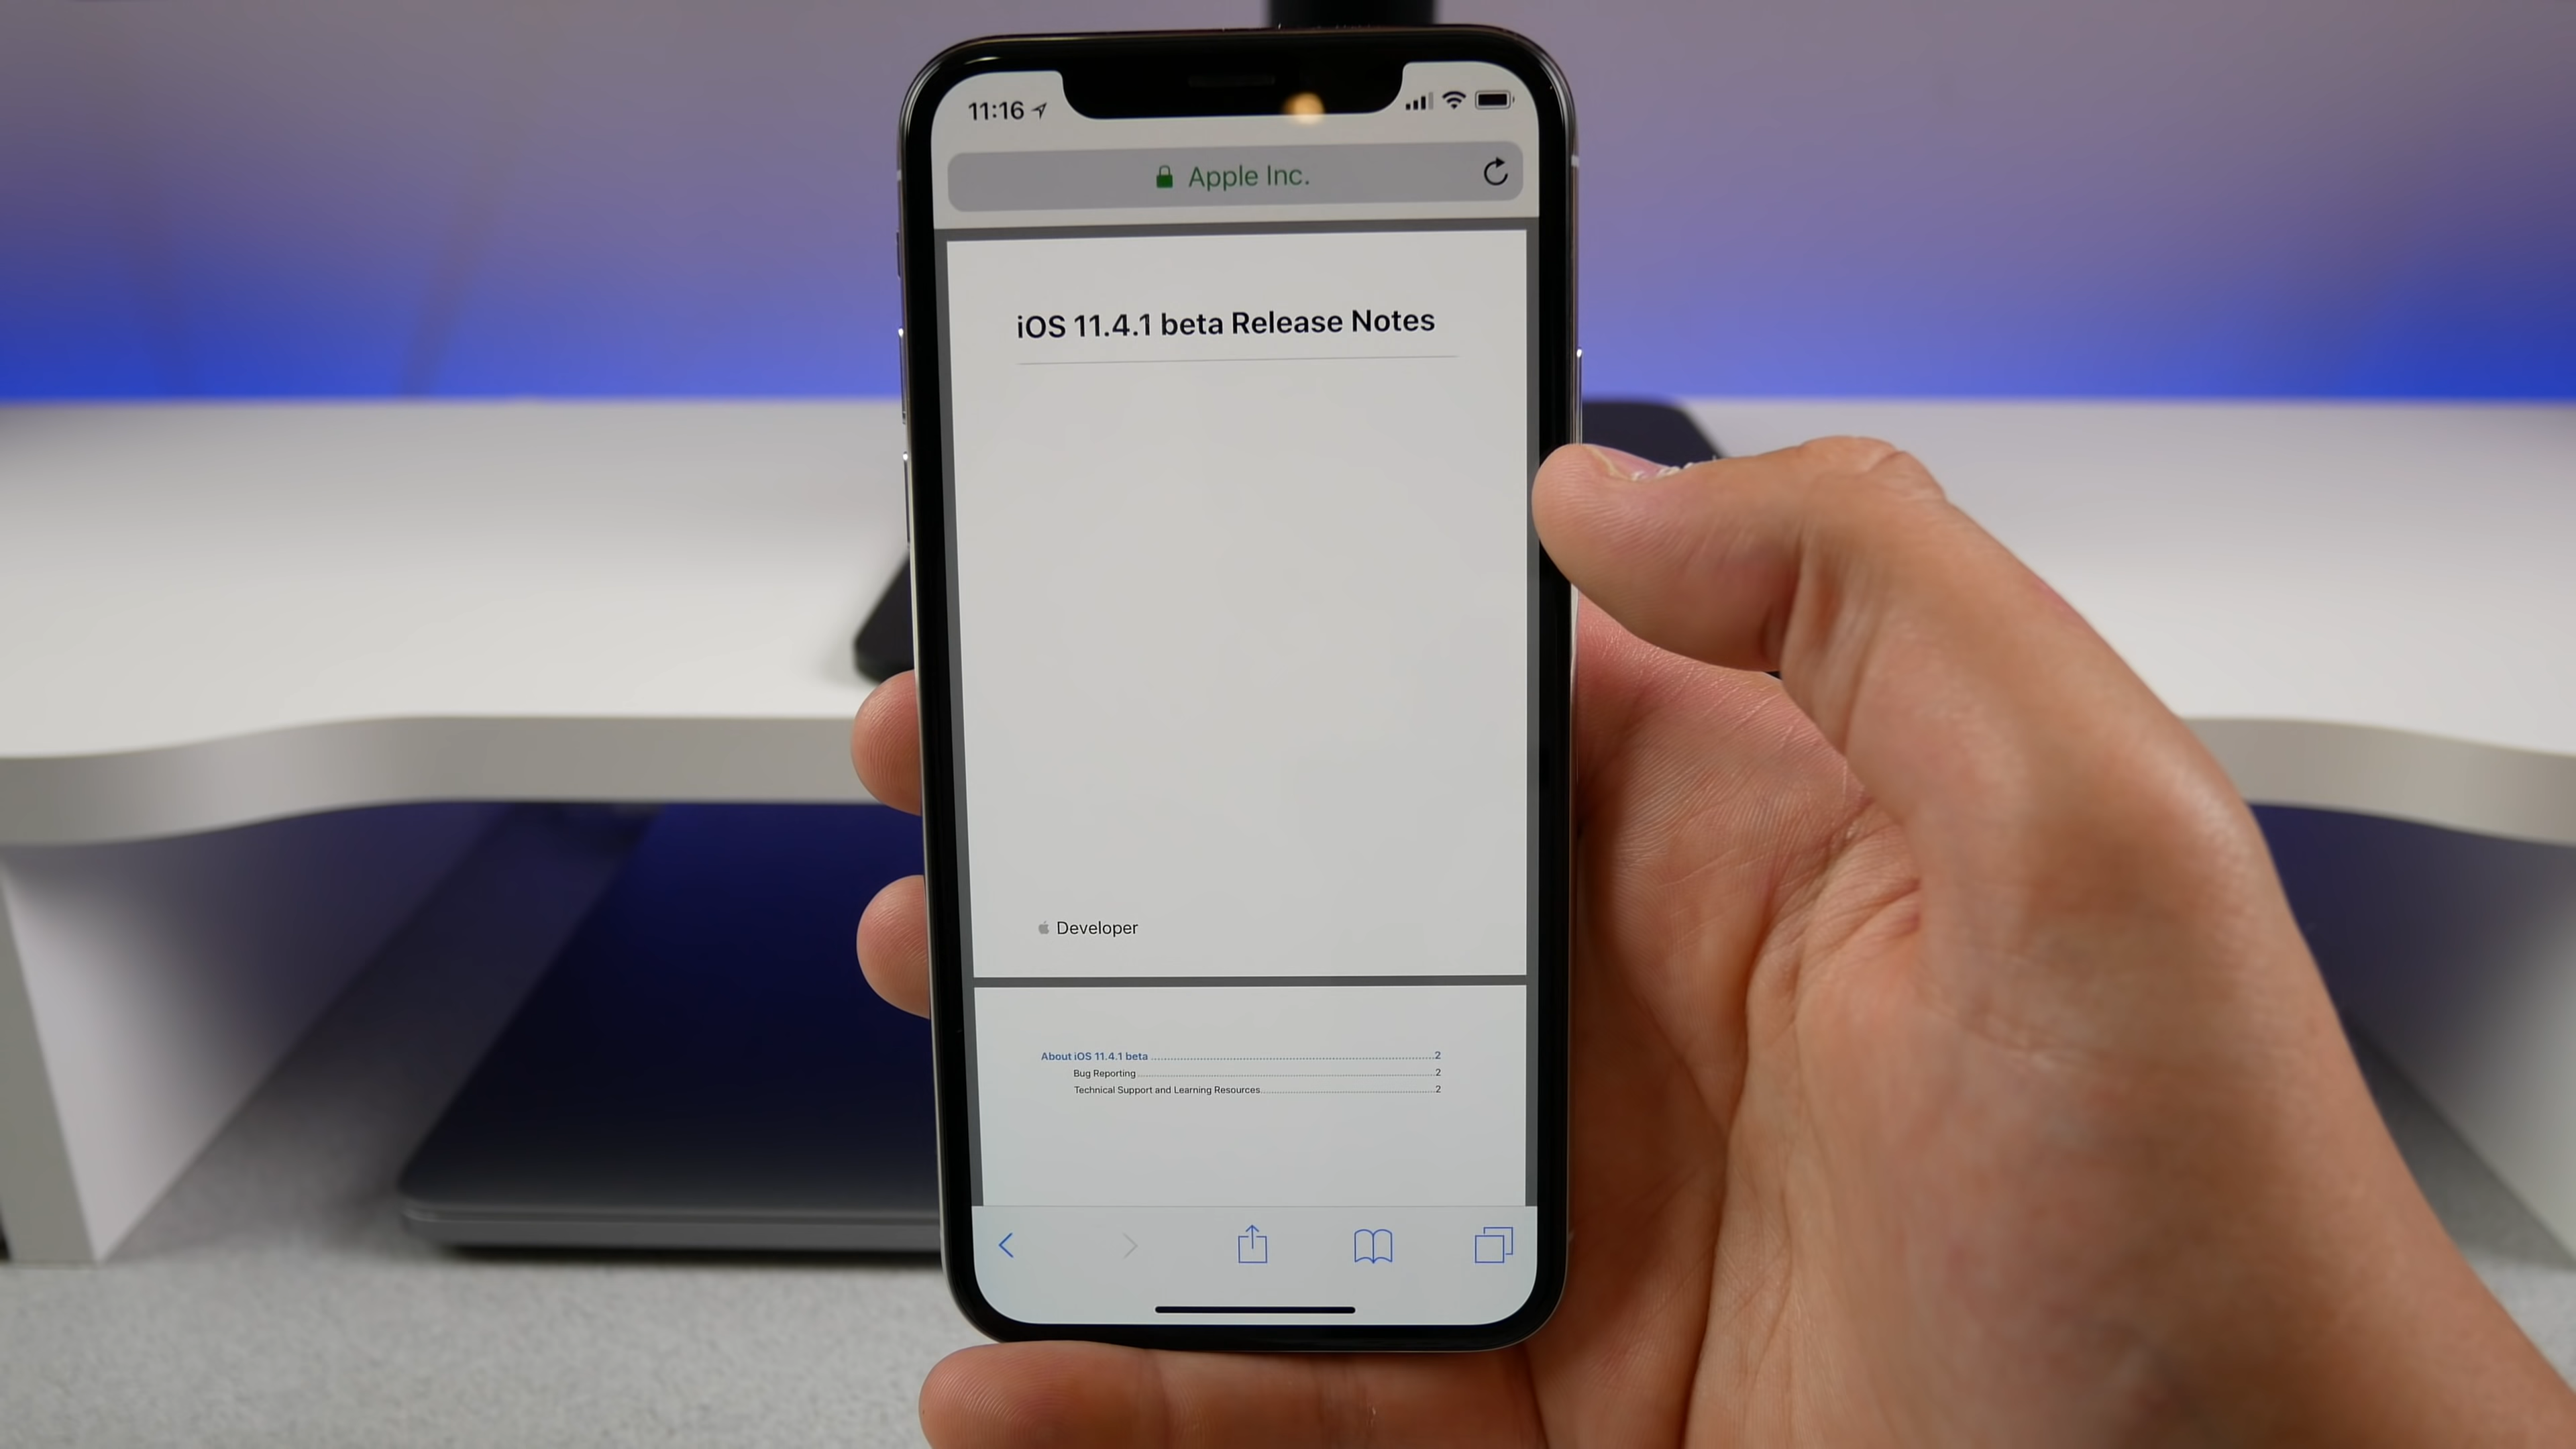 11:16
Apple Inc.
iOS 11.4.1 beta Release Notes
Developer
About iOS 11.4.1 beta 2
Bug Reporting 2
Technical Support and Learning Resources 2